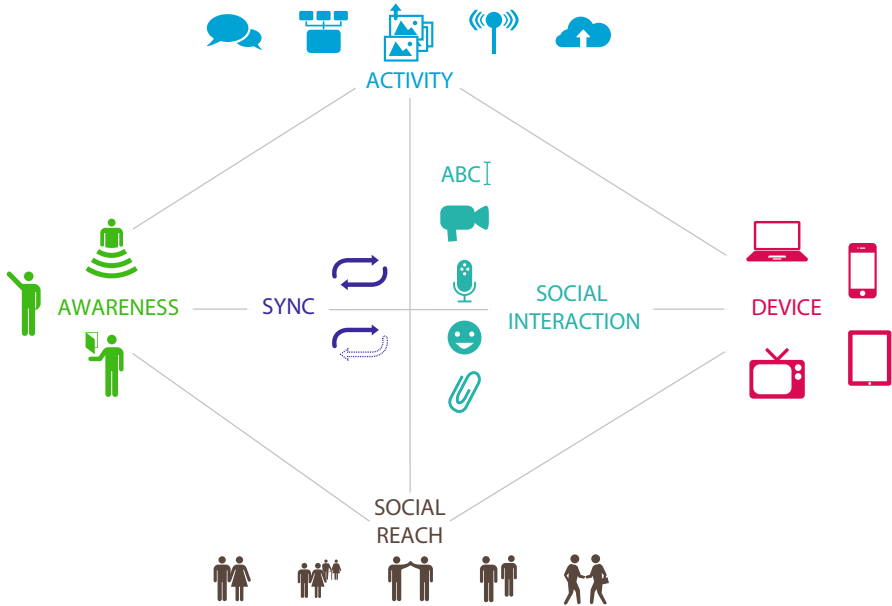 ACTIVITY
ABC
AWARENESS
SYNC
SOCIAL
INTERACTION
DEVICE
SOCIAL
REACH